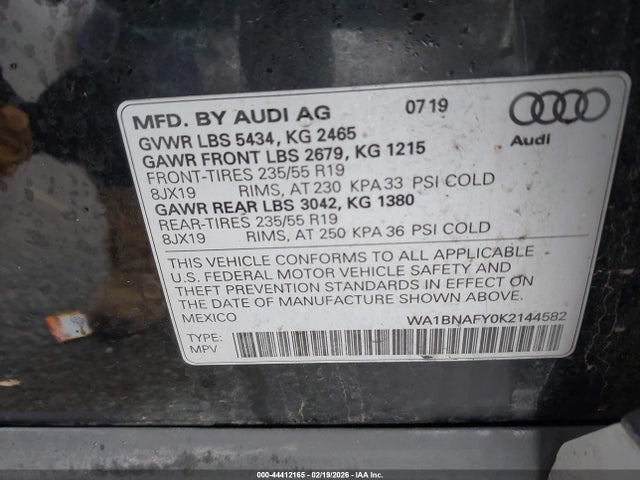 MFD. BY AUDI AG 07 19
Audi
GVWR LBS 5434, KG 2465
GAWR FRONT LBS 2679, KG 1215
FRONT-TIRES 235/55 R19
8JX19 RIMS, AT 230 KPA 33 PSI COLD
GAWR REAR LBS 3042, KG 1380
REAR-TIRES 235/55 R19
8JX19 RIMS, AT 250 KPA 36 PSI COLD
THIS VEHICLE CONFORMS TO ALL APPLICABLE
U.S. FEDERAL MOTOR VEHICLE SAFETY AND
THEFT PREVENTION STANDARDS IN EFFECT ON
THE DATE OF MANUFACTURE SHOWN ABOVE.
MEXICO
WA1BNAFY0K2144582
TYPE:
MPV
000-44412165 - 02/19/2026 - IAA Inc.